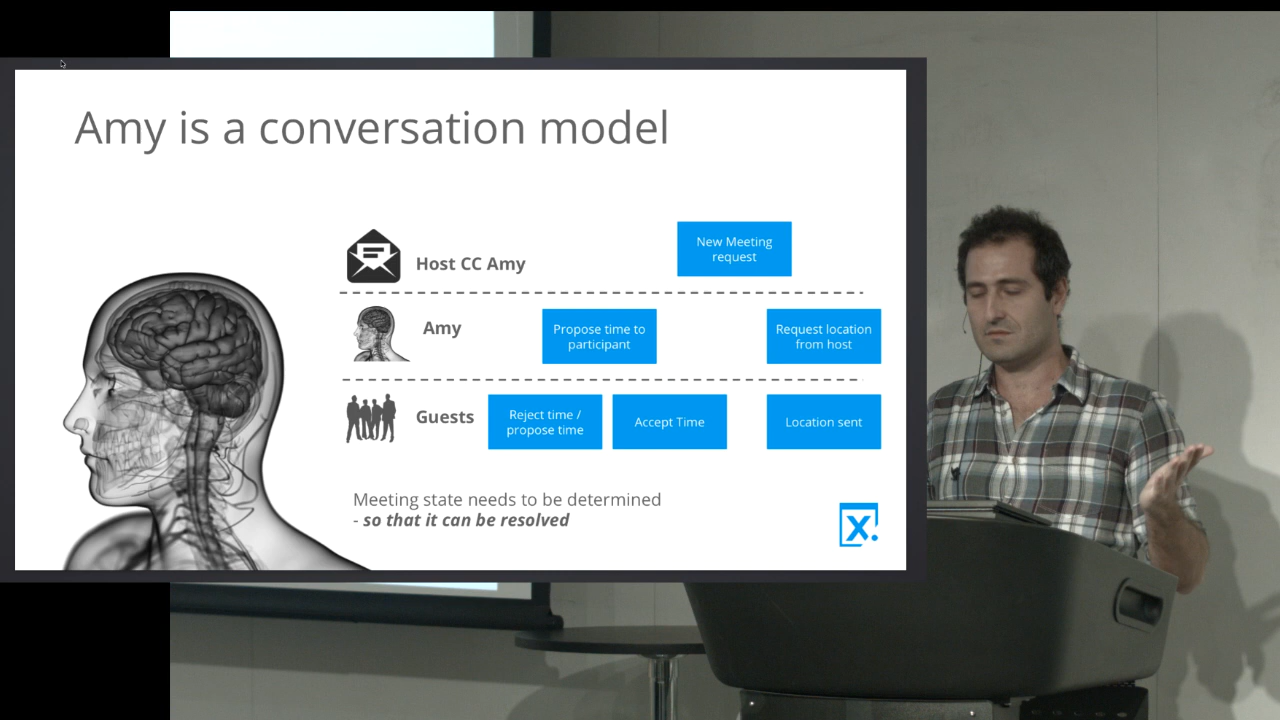 Amy is a conversation model
Host CC Amy
New Meeting
request
Amy
Propose time to
participant
Request location
from host
Guests
Reject time /
propose time
Accept Time
Location sent
Meeting state needs to be determined
- so that it can be resolved
X.